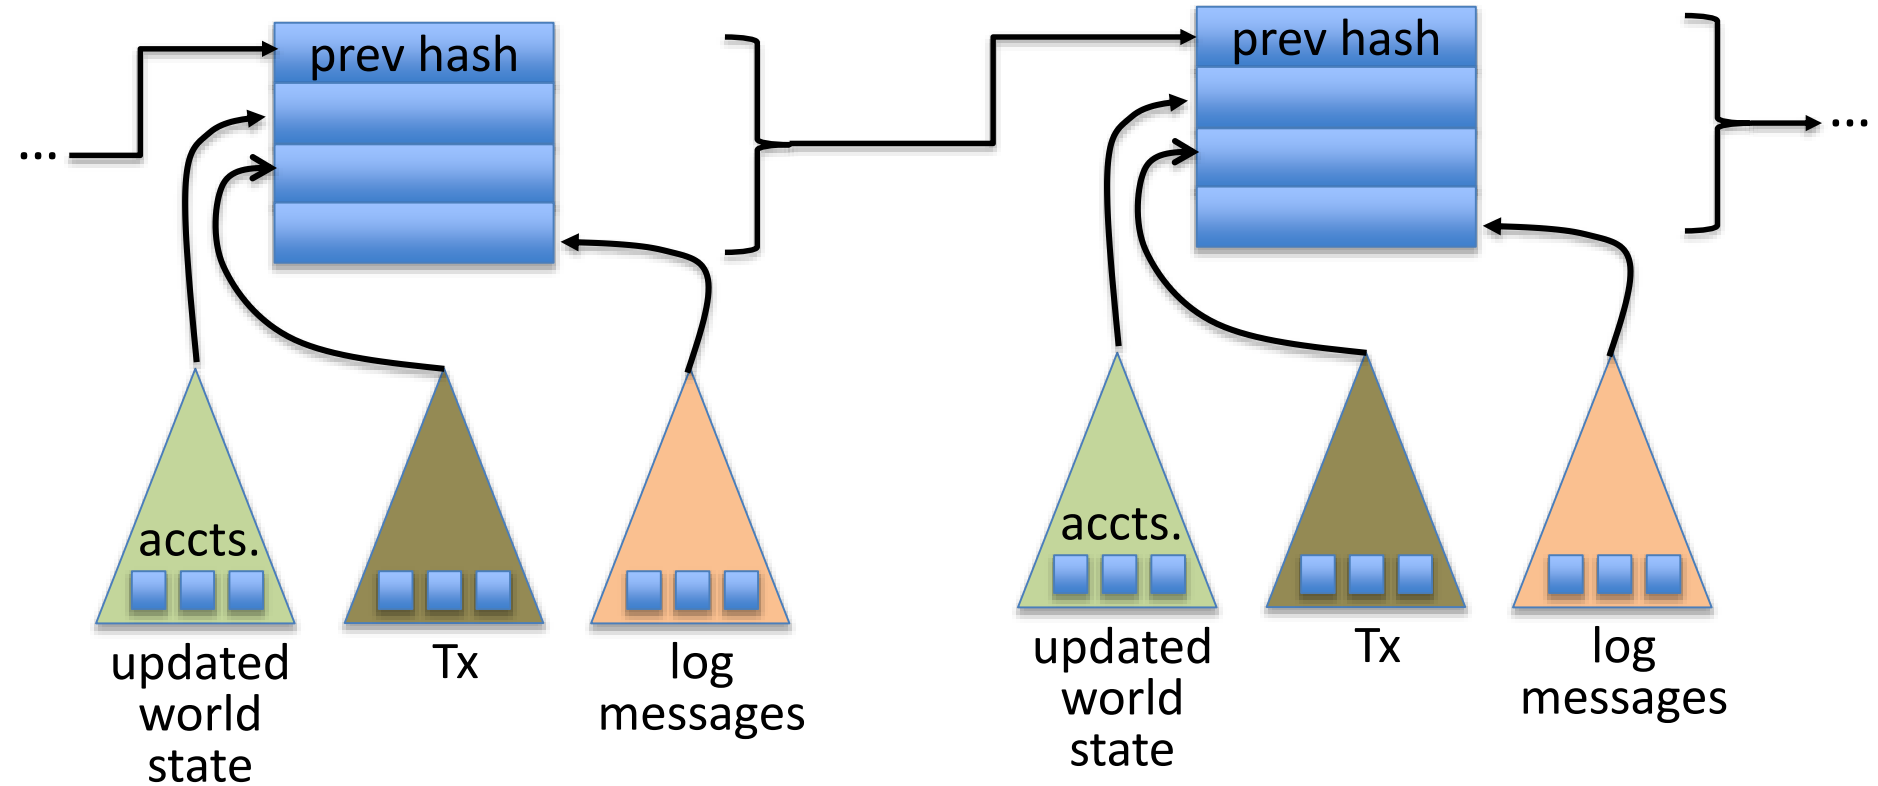 prev hash
prev hash
...
...
accts.
accts.
updated
world
state
Tx
log
messages
updated
world
state
Tx
log
messages